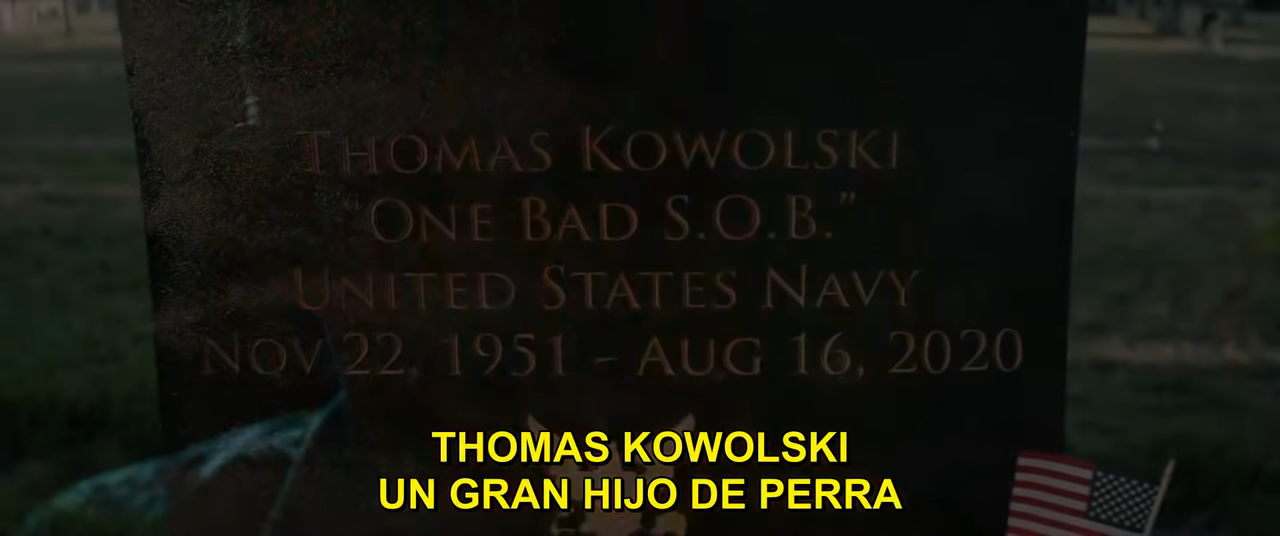 THOMAS KOWOLSKI
"ONE BAD S.O.B."
UNITED STATES NAVY
NOV 22, 1951 – AUG 16, 2020
THOMAS KOWOLSKI
UN GRAN HIJO DE PERRA